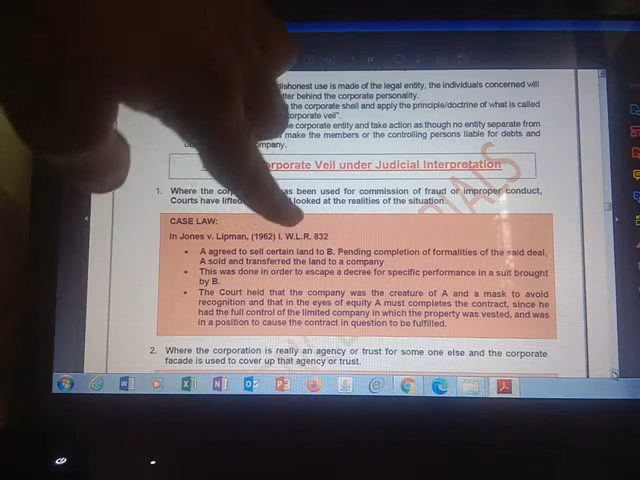 dishonest use is made of the legal entity, the individuals concerned will
behind the corporate personality.
the corporate shell and apply the principle/doctrine of what is called
corporate veil".
corporate entity and take action as though no entity separate from
make the members or the controlling persons liable for debts and
Corporate Veil under Judicial Interpretation
1. Where the has been used for commission of fraud or improper conduct,
Courts have lifted looked at the realities of the situation.
CASE LAW:
In Jones v. Lipman, (1962) I. W.L.R. 832
• A agreed to sell certain land to B. Pending completion of formalities of the said deal,
A sold and transferred the land to a company
• This was done in order to escape a decree for specific performance in a suit brought
by B.
• The Court held that the company was the creature of A and a mask to avoid
recognition and that in the eyes of equity A must completes the contract, since he
had the full control of the limited company in which the property was vested, and was
in a position to cause the contract in question to be fulfilled.
2. Where the corporation is really an agency or trust for some one else and the corporate
facade is used to cover up that agency or trust.